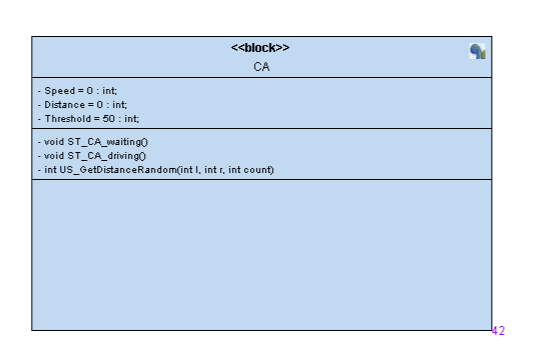 <<block>>
CA
- Speed = 0 : int;
- Distance = 0 : int;
- Threshold = 50 : int;
- void ST_CA_waiting()
- void ST_CA_driving()
- int US_GetDistanceRandom(int l, int r, int count)
42